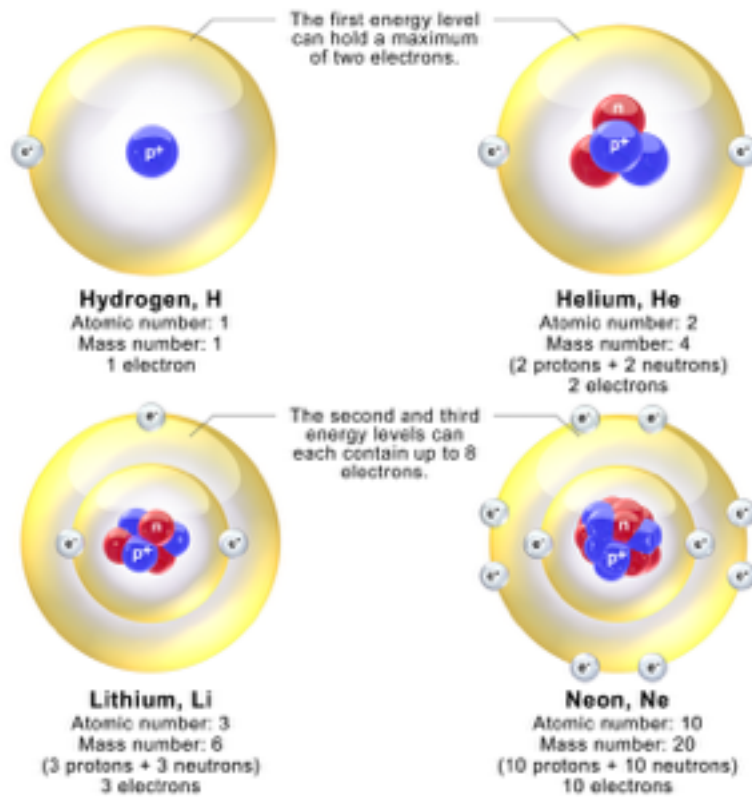 The first energy level
can hold a maximum
of two electrons.
e-
p+
n
e-
p+
e-
Hydrogen, H
Atomic number: 1
Mass number: 1
1 electron
Helium, He
Atomic number: 2
Mass number: 4
(2 protons + 2 neutrons)
2 electrons
The second and third
energy levels can
each contain up to 8
electrons.
e-
e-
n
e-
p+
e-
e-
e-
e-
e-
n
e-
p+
e-
e-
e-
e-
e-
Lithium, Li
Atomic number: 3
Mass number: 6
(3 protons + 3 neutrons)
3 electrons
Neon, Ne
Atomic number: 10
Mass number: 20
(10 protons + 10 neutrons)
10 electrons